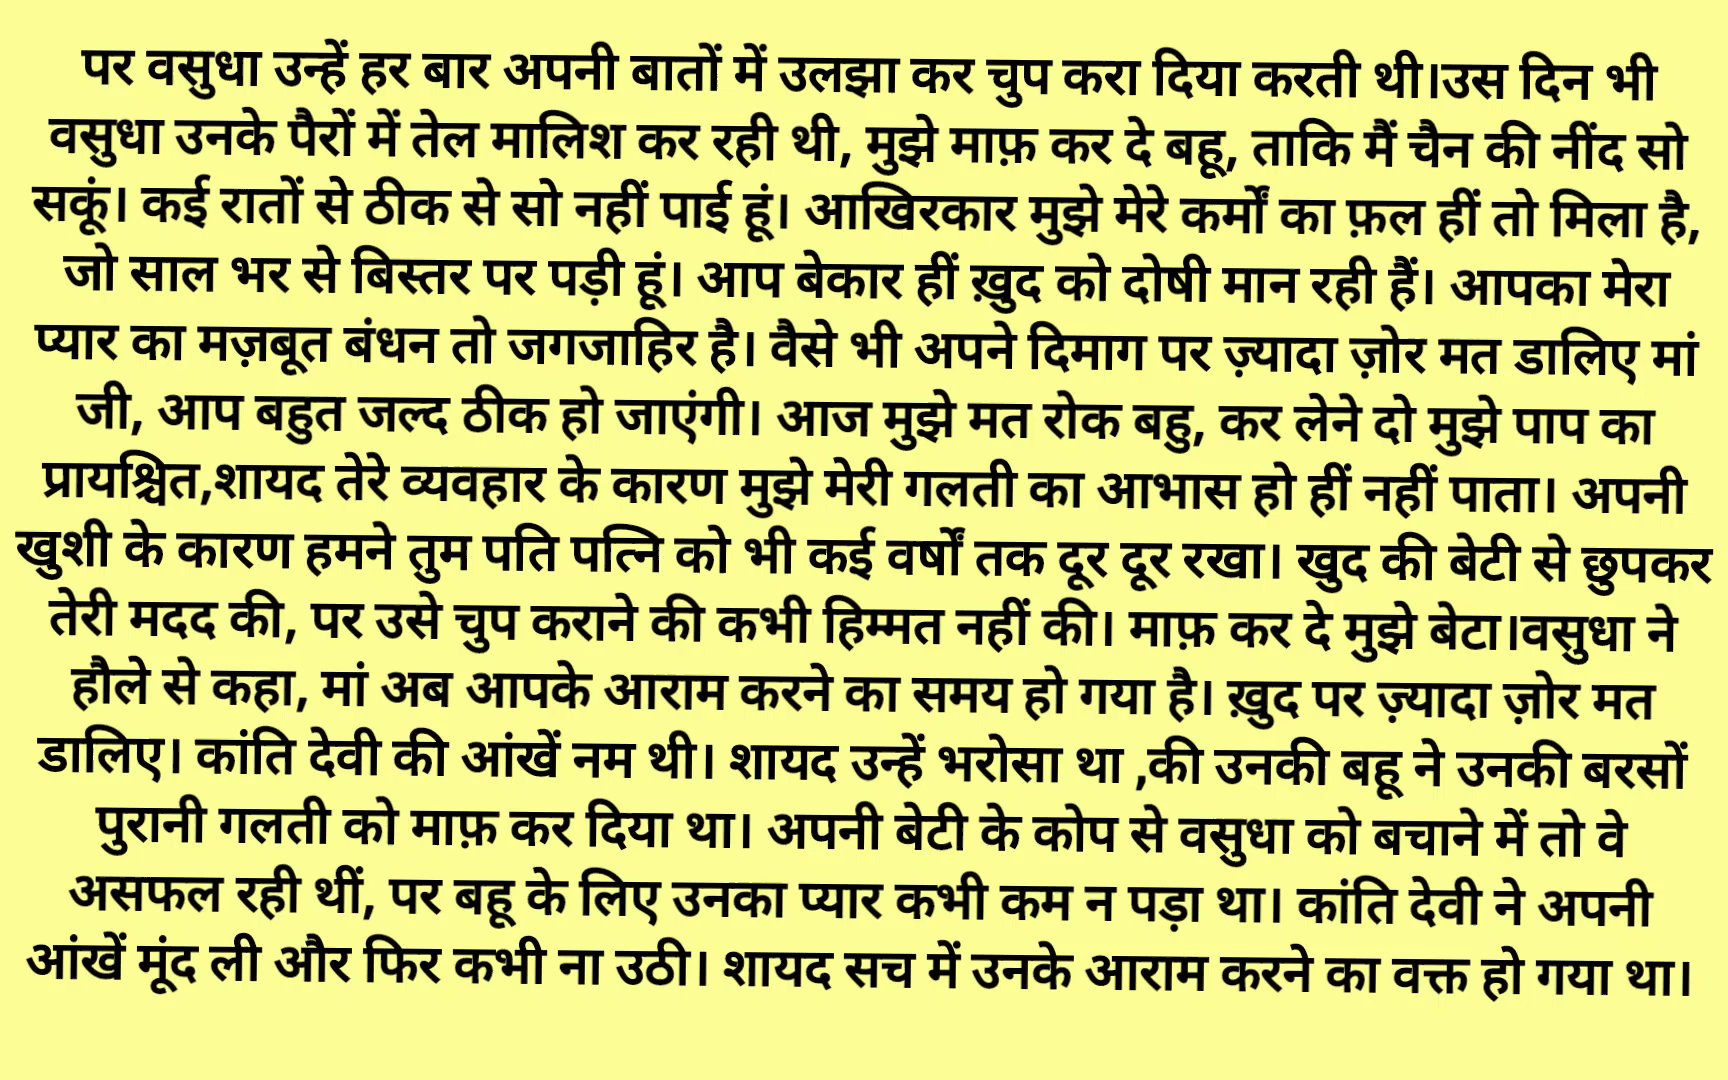 पर वसुधा उन्हें हर बार अपनी बातों में उलझा कर चुप करा दिया करती थी।उस दिन भी
वसुधा उनके पैरों में तेल मालिश कर रही थी, मुझे माफ़ कर दे बहू, ताकि मैं चैन की नींद सो
सकूं। कई रातों से ठीक से सो नहीं पाई हूं। आखिरकार मुझे मेरे कर्मों का फ़ल हीं तो मिला है,
जो साल भर से बिस्तर पर पड़ी हूं। आप बेकार हीं ख़ुद को दोषी मान रही हैं। आपका मेरा
प्यार का मज़बूत बंधन तो जगजाहिर है। वैसे भी अपने दिमाग पर ज़्यादा ज़ोर मत डालिए मां
जी, आप बहुत जल्द ठीक हो जाएंगी। आज मुझे मत रोक बहु, कर लेने दो मुझे पाप का
प्रायश्चित,शायद तेरे व्यवहार के कारण मुझे मेरी गलती का आभास हो हीं नहीं पाता। अपनी
खुशी के कारण हमने तुम पति पत्नि को भी कई वर्षों तक दूर दूर रखा। खुद की बेटी से छुपकर
तेरी मदद की, पर उसे चुप कराने की कभी हिम्मत नहीं की। माफ़ कर दे मुझे बेटा।वसुधा ने
हौले से कहा, मां अब आपके आराम करने का समय हो गया है। ख़ुद पर ज़्यादा ज़ोर मत
डालिए। कांति देवी की आंखें नम थी। शायद उन्हें भरोसा था ,की उनकी बहू ने उनकी बरसों
पुरानी गलती को माफ़ कर दिया था। अपनी बेटी के कोप से वसुधा को बचाने में तो वे
असफल रही थीं, पर बहू के लिए उनका प्यार कभी कम न पड़ा था। कांति देवी ने अपनी
आंखें मूंद ली और फिर कभी ना उठी। शायद सच में उनके आराम करने का वक्त हो गया था।